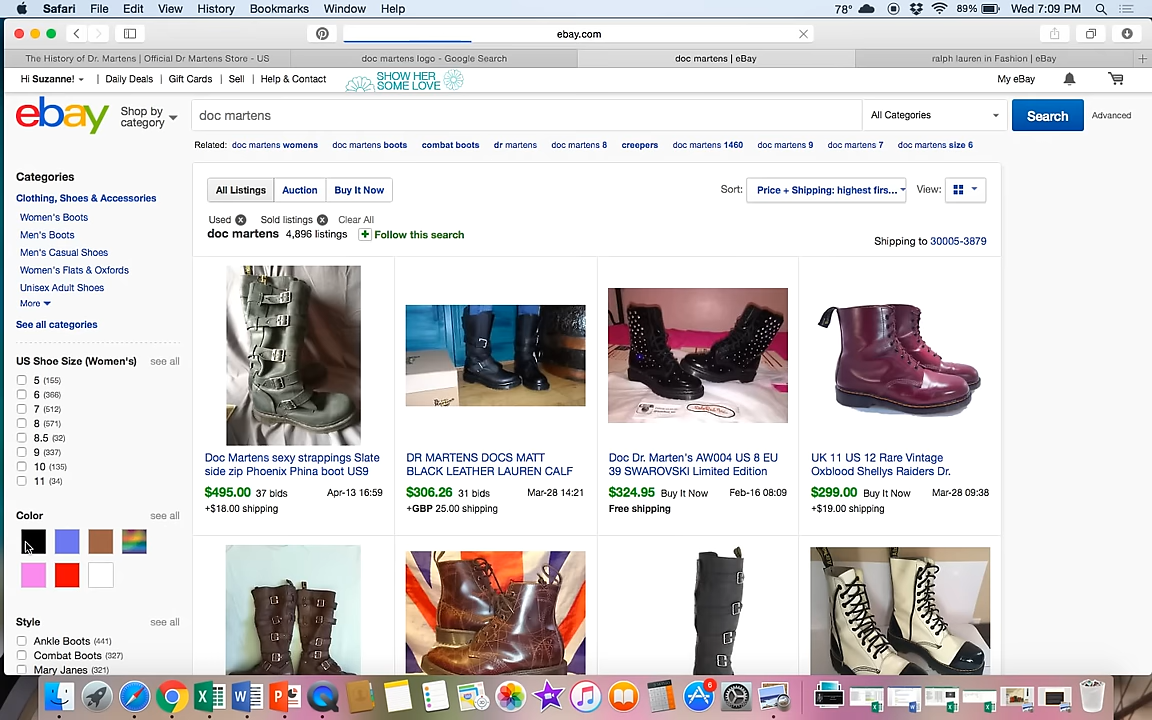 Safari File Edit View History Bookmarks Window Help 78° 89% Wed 7:09 PM
ebay.com
The History of Dr. Martens | Official Dr Martens Store - US doc martens logo - Google Search doc martens | eBay ralph lauren in Fashion | eBay
Hi Suzanne! Daily Deals Gift Cards Sell Help & Contact SHOW HER SOME LOVE My eBay
ebay Shop by category doc martens All Categories Search Advanced
Related: doc martens womens doc martens boots combat boots dr martens doc martens 8 creepers doc martens 1460 doc martens 9 doc martens 7 doc martens size 6
Categories
Clothing, Shoes & Accessories
Women's Boots
Men's Boots
Men's Casual Shoes
Women's Flats & Oxfords
Unisex Adult Shoes
More
See all categories
US Shoe Size (Women's) see all
5 (155)
6 (366)
7 (512)
8 (571)
8.5 (32)
9 (337)
10 (135)
11 (34)
Color see all
Style see all
Ankle Boots (441)
Combat Boots (327)
Mary Janes (321)
All Listings Auction Buy It Now Sort: Price + Shipping: highest firs... View:
Used Sold listings Clear All
doc martens 4,896 listings Follow this search
Shipping to 30005-3879
Doc Martens sexy strappings Slate
side zip Phoenix Phina boot US9
$495.00 37 bids Apr-13 16:59
+$18.00 shipping
DR MARTENS DOCS MATT
BLACK LEATHER LAUREN CALF
$306.26 31 bids Mar-28 14:21
+GBP 25.00 shipping
Doc Dr. Marten's AW004 US 8 EU
39 SWAROVSKI Limited Edition
$324.95 Buy It Now Feb-16 08:09
Free shipping
UK 11 US 12 Rare Vintage
Oxblood Shellys Raiders Dr.
$299.00 Buy It Now Mar-28 09:38
+$19.00 shipping
6